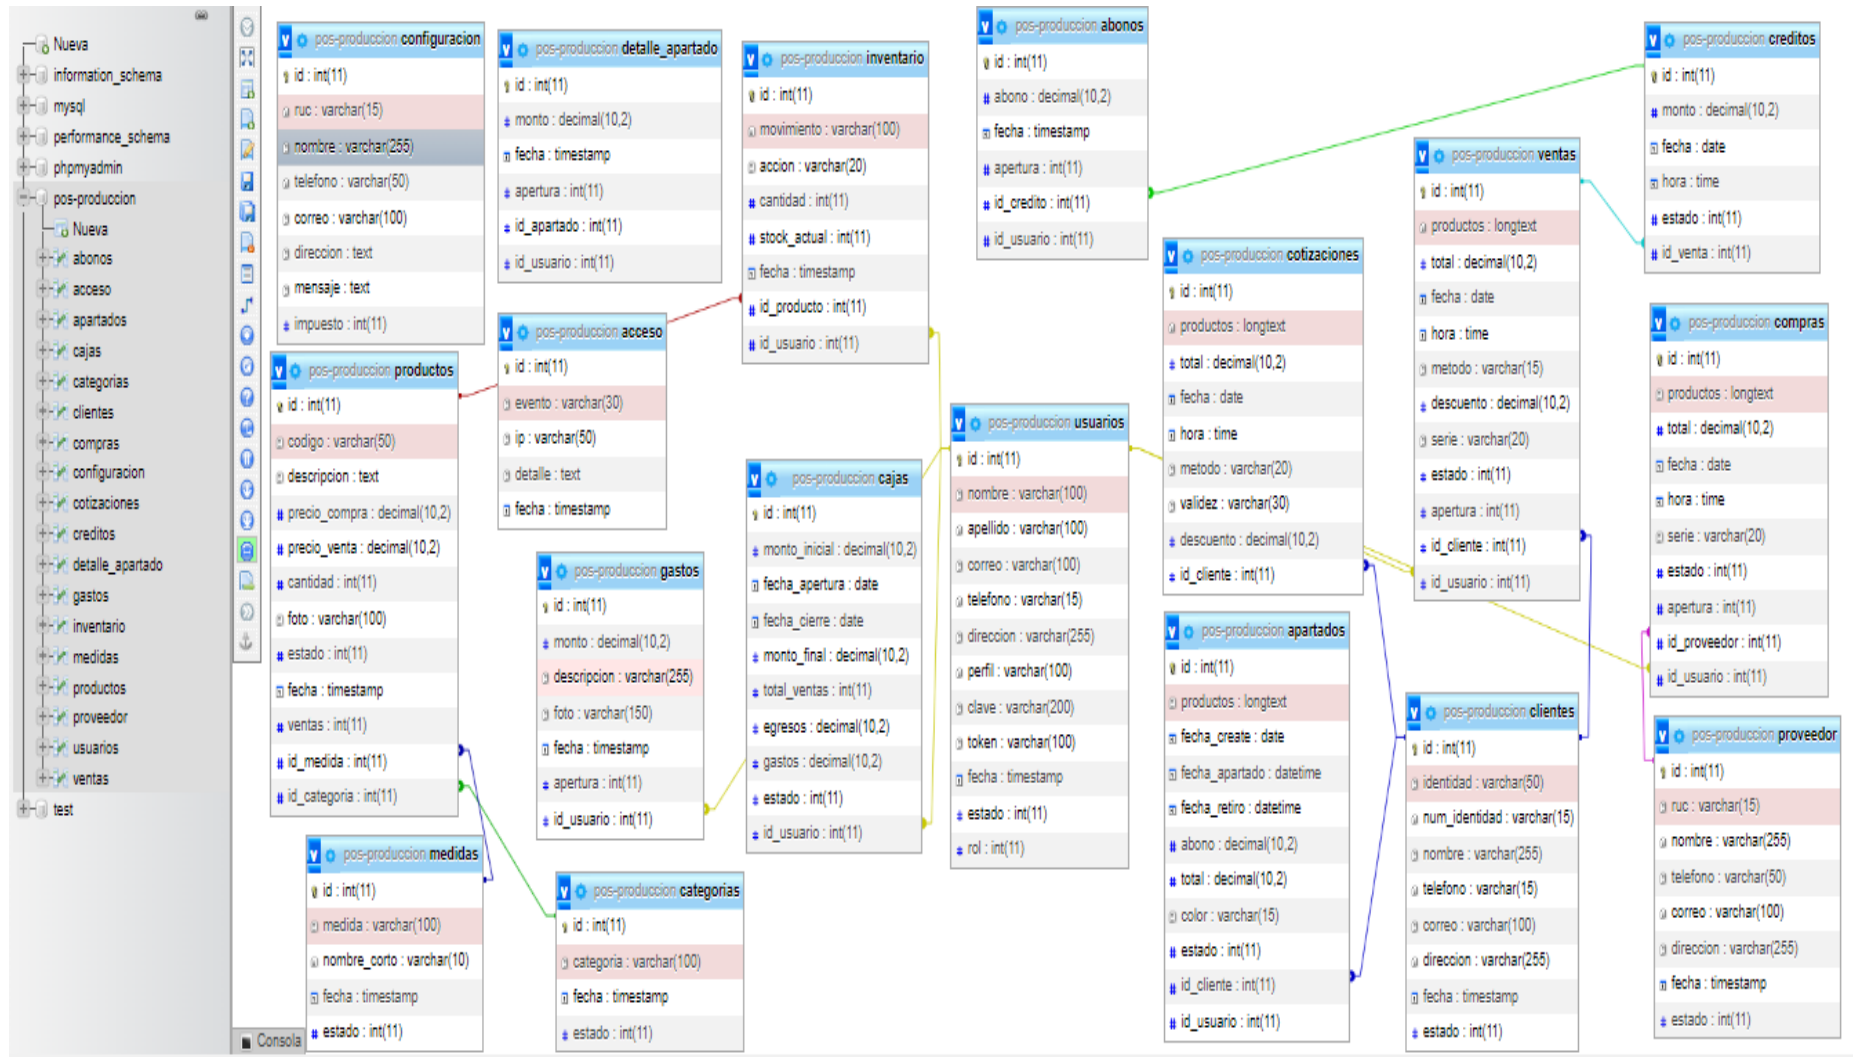 Nueva
information_schema
mysql
performance_schema
phpmyadmin
pos-produccion
Nueva
abonos
acceso
apartados
cajas
categorias
clientes
compras
configuracion
cotizaciones
creditos
detalle_apartado
gastos
inventario
medidas
productos
proveedor
usuarios
ventas
test
Consola
pos-produccion configuracion
id : int(11)
ruc : varchar(15)
nombre : varchar(255)
telefono : varchar(50)
correo : varchar(100)
direccion : text
mensaje : text
impuesto : int(11)
pos-produccion productos
id : int(11)
codigo : varchar(50)
descripcion : text
precio_compra : decimal(10,2)
precio_venta : decimal(10,2)
cantidad : int(11)
foto : varchar(100)
estado : int(11)
fecha : timestamp
ventas : int(11)
id_medida : int(11)
id_categoria : int(11)
pos-produccion medidas
id : int(11)
medida : varchar(100)
nombre_corto : varchar(10)
fecha : timestamp
estado : int(11)
pos-produccion detalle_apartado
id : int(11)
monto : decimal(10,2)
fecha : timestamp
apertura : int(11)
id_apartado : int(11)
id_usuario : int(11)
pos-produccion acceso
id : int(11)
evento : varchar(30)
ip : varchar(50)
detalle : text
fecha : timestamp
pos-produccion gastos
id : int(11)
monto : decimal(10,2)
descripcion : varchar(255)
foto : varchar(150)
fecha : timestamp
apertura : int(11)
id_usuario : int(11)
pos-produccion categorias
id : int(11)
categoria : varchar(100)
fecha : timestamp
estado : int(11)
pos-produccion inventario
id : int(11)
movimiento : varchar(100)
accion : varchar(20)
cantidad : int(11)
stock_actual : int(11)
fecha : timestamp
id_producto : int(11)
id_usuario : int(11)
pos-produccion cajas
id : int(11)
monto_inicial : decimal(10,2)
fecha_apertura : date
fecha_cierre : date
monto_final : decimal(10,2)
total_ventas : int(11)
egresos : decimal(10,2)
gastos : decimal(10,2)
estado : int(11)
id_usuario : int(11)
pos-produccion abonos
id : int(11)
abono : decimal(10,2)
fecha : timestamp
apertura : int(11)
id_credito : int(11)
id_usuario : int(11)
pos-produccion usuarios
id : int(11)
nombre : varchar(100)
apellido : varchar(100)
correo : varchar(100)
telefono : varchar(15)
direccion : varchar(255)
perfil : varchar(100)
clave : varchar(200)
token : varchar(100)
fecha : timestamp
estado : int(11)
rol : int(11)
pos-produccion cotizaciones
id : int(11)
productos : longtext
total : decimal(10,2)
fecha : date
hora : time
metodo : varchar(20)
validez : varchar(30)
descuento : decimal(10,2)
id_cliente : int(11)
pos-produccion apartados
id : int(11)
productos : longtext
fecha_create : date
fecha_apartado : datetime
fecha_retiro : datetime
abono : decimal(10,2)
total : decimal(10,2)
color : varchar(15)
estado : int(11)
id_cliente : int(11)
id_usuario : int(11)
pos-produccion ventas
id : int(11)
productos : longtext
total : decimal(10,2)
fecha : date
hora : time
metodo : varchar(15)
descuento : decimal(10,2)
serie : varchar(20)
estado : int(11)
apertura : int(11)
id_cliente : int(11)
id_usuario : int(11)
pos-produccion clientes
id : int(11)
identidad : varchar(50)
num_identidad : varchar(15)
nombre : varchar(255)
telefono : varchar(15)
correo : varchar(100)
direccion : varchar(255)
fecha : timestamp
estado : int(11)
pos-produccion creditos
id : int(11)
monto : decimal(10,2)
fecha : date
hora : time
estado : int(11)
id_venta : int(11)
pos-produccion compras
id : int(11)
productos : longtext
total : decimal(10,2)
fecha : date
hora : time
serie : varchar(20)
estado : int(11)
apertura : int(11)
id_proveedor : int(11)
id_usuario : int(11)
pos-produccion proveedor
id : int(11)
ruc : varchar(15)
nombre : varchar(255)
telefono : varchar(50)
correo : varchar(100)
direccion : varchar(255)
fecha : timestamp
estado : int(11)